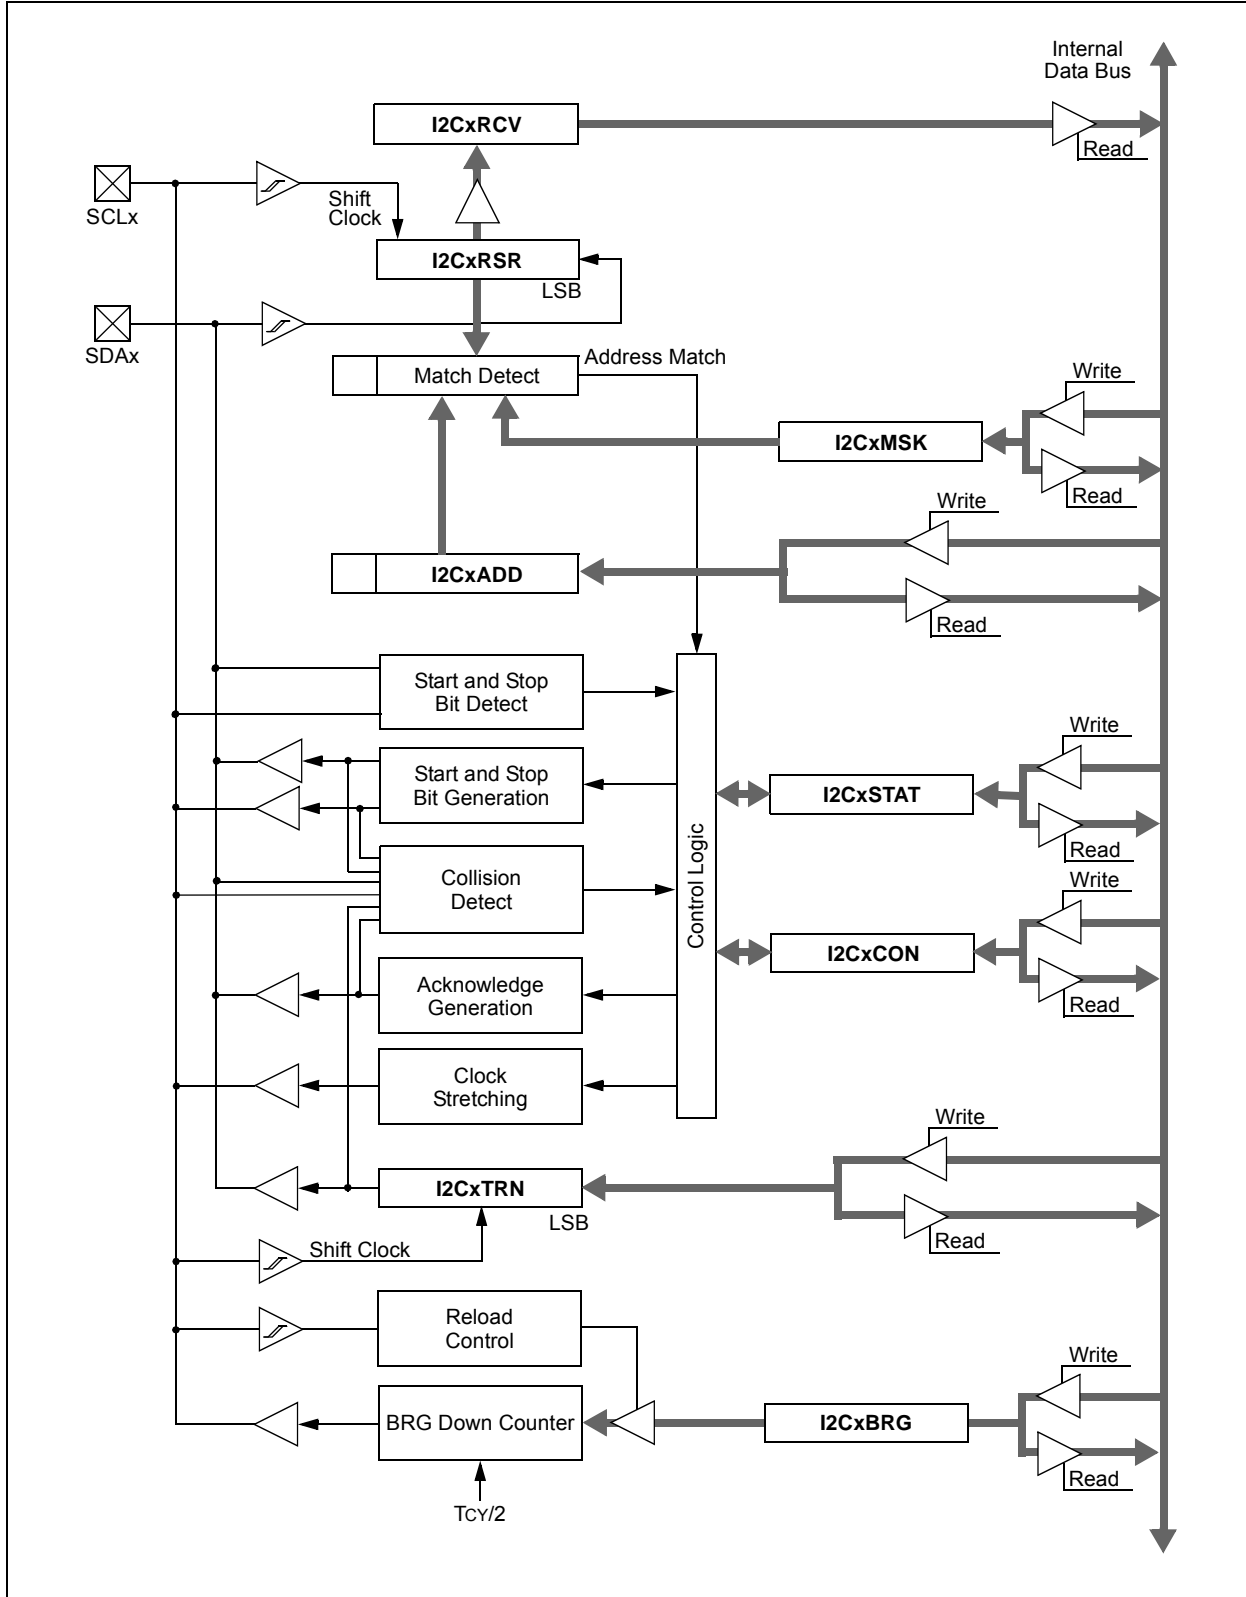 Internal
Data Bus
I2CxRCV
Read
SCLx
Shift
Clock
I2CxRSR
LSB
SDAx
Address Match
Match Detect
Write
I2CxMSK
Read
Write
I2CxADD
Read
Start and Stop
Bit Detect
Write
Start and Stop
Bit Generation
I2CxSTAT
Read
Control Logic
Collision
Detect
Write
I2CxCON
Read
Acknowledge
Generation
Clock
Stretching
Write
I2CxTRN
LSB
Read
Shift Clock
Reload
Control
Write
BRG Down Counter
I2CxBRG
Read
TCY/2